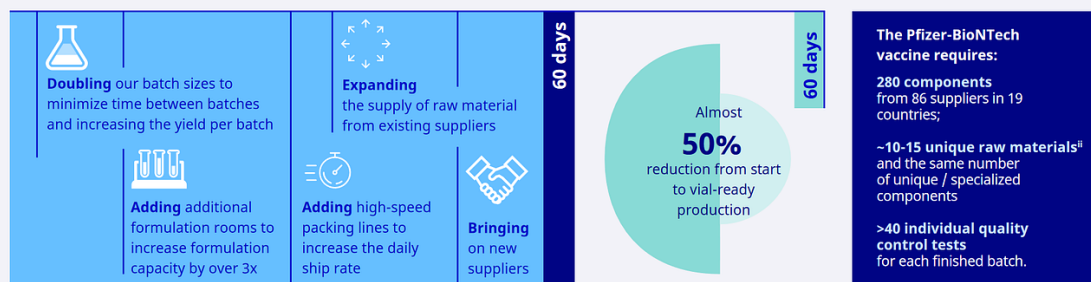 Doubling our batch sizes to
minimize time between batches
and increasing the yield per batch
Expanding
the supply of raw material
from existing suppliers
Adding additional
formulation rooms to
increase formulation
capacity by over 3x
Adding high-speed
packing lines to
increase the daily
ship rate
Bringing
on new
suppliers
60 days
Almost
50%
reduction from start
to vial-ready
production
60 days
The Pfizer-BioNTech
vaccine requires:
280 components
from 86 suppliers in 19
countries;
~10-15 unique raw materialsⁱⁱ
and the same number
of unique / specialized
components
>40 individual quality
control tests
for each finished batch.